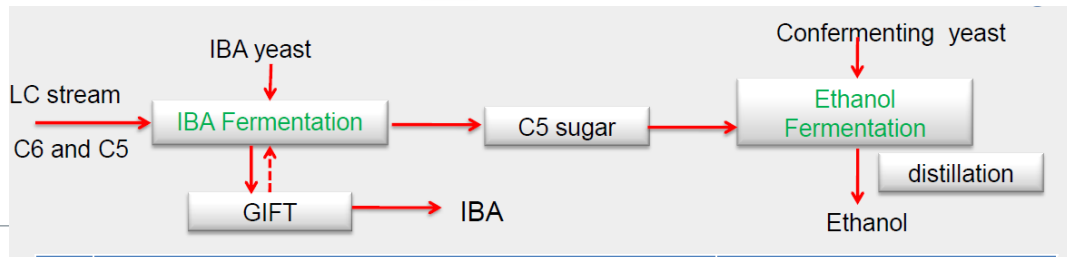 IBA yeast
Confermenting yeast
LC stream
C6 and C5
IBA Fermentation
C5 sugar
Ethanol
Fermentation
distillation
GIFT
IBA
Ethanol